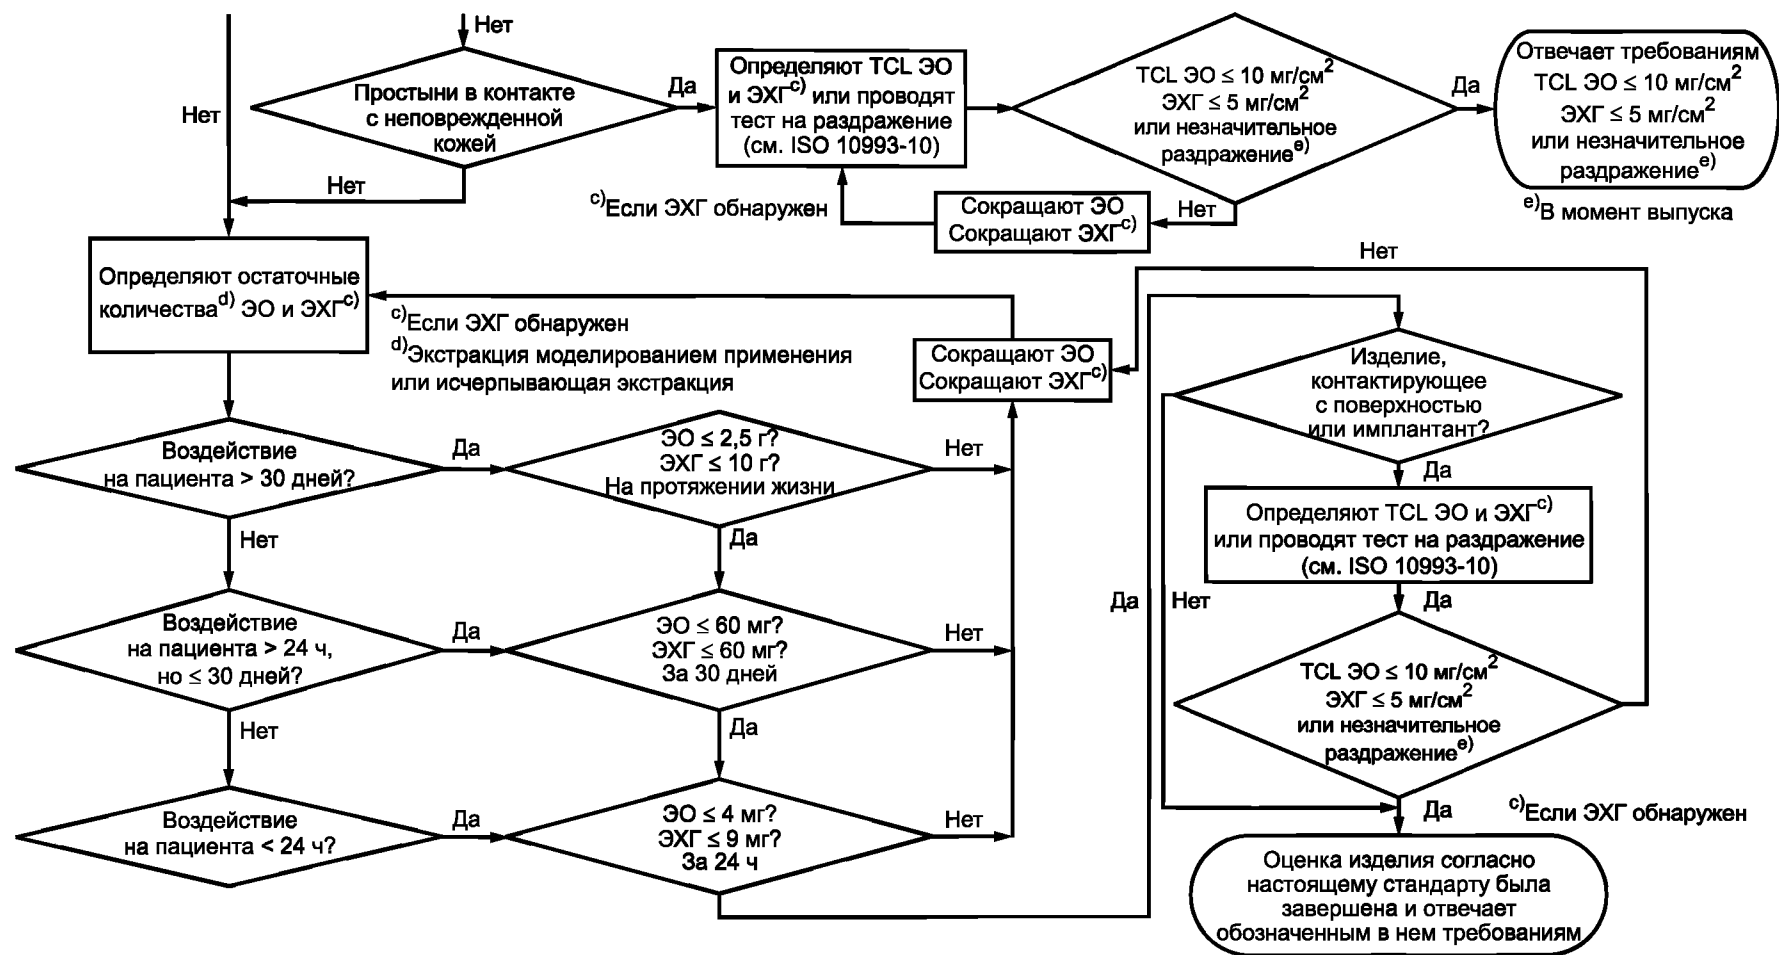 Нет
Нет
Простыни в контакте
с неповрежденной
кожей
Да
Нет
Определяют TCL ЭО
и ЭХГc) или проводят
тест на раздражение
(см. ISO 10993-10)
TCL ЭО ≤ 10 мг/см2
ЭХГ ≤ 5 мг/см2
или незначительное
раздражениеe)
Да
Отвечает требованиям
TCL ЭО ≤ 10 мг/см2
ЭХГ ≤ 5 мг/см2
или незначительное
раздражениеe)
c)Если ЭХГ обнаружен
Сокращают ЭО
Сокращают ЭХГc)
Нет
e)В момент выпуска
Определяют остаточные
количестваd) ЭО и ЭХГc)
c)Если ЭХГ обнаружен
d)Экстракция моделированием применения
или исчерпывающая экстракция
Сокращают ЭО
Сокращают ЭХГc)
Нет
Изделие,
контактирующее
с поверхностью
или имплантант?
Воздействие
на пациента > 30 дней?
Да
ЭО ≤ 2,5 г?
ЭХГ ≤ 10 г?
На протяжении жизни
Нет
Да
Нет
Да
Определяют TCL ЭО и ЭХГc)
или проводят тест на раздражение
(см. ISO 10993-10)
Да
Нет
Да
Воздействие
на пациента > 24 ч,
но ≤ 30 дней?
Да
ЭО ≤ 60 мг?
ЭХГ ≤ 60 мг?
За 30 дней
Нет
TCL ЭО ≤ 10 мг/см2
ЭХГ ≤ 5 мг/см2
или незначительное
раздражениеe)
Нет
Да
Воздействие
на пациента < 24 ч?
Да
ЭО ≤ 4 мг?
ЭХГ ≤ 9 мг?
За 24 ч
Нет
Да
c)Если ЭХГ обнаружен
Оценка изделия согласно
настоящему стандарту была
завершена и отвечает
обозначенным в нем требованиям